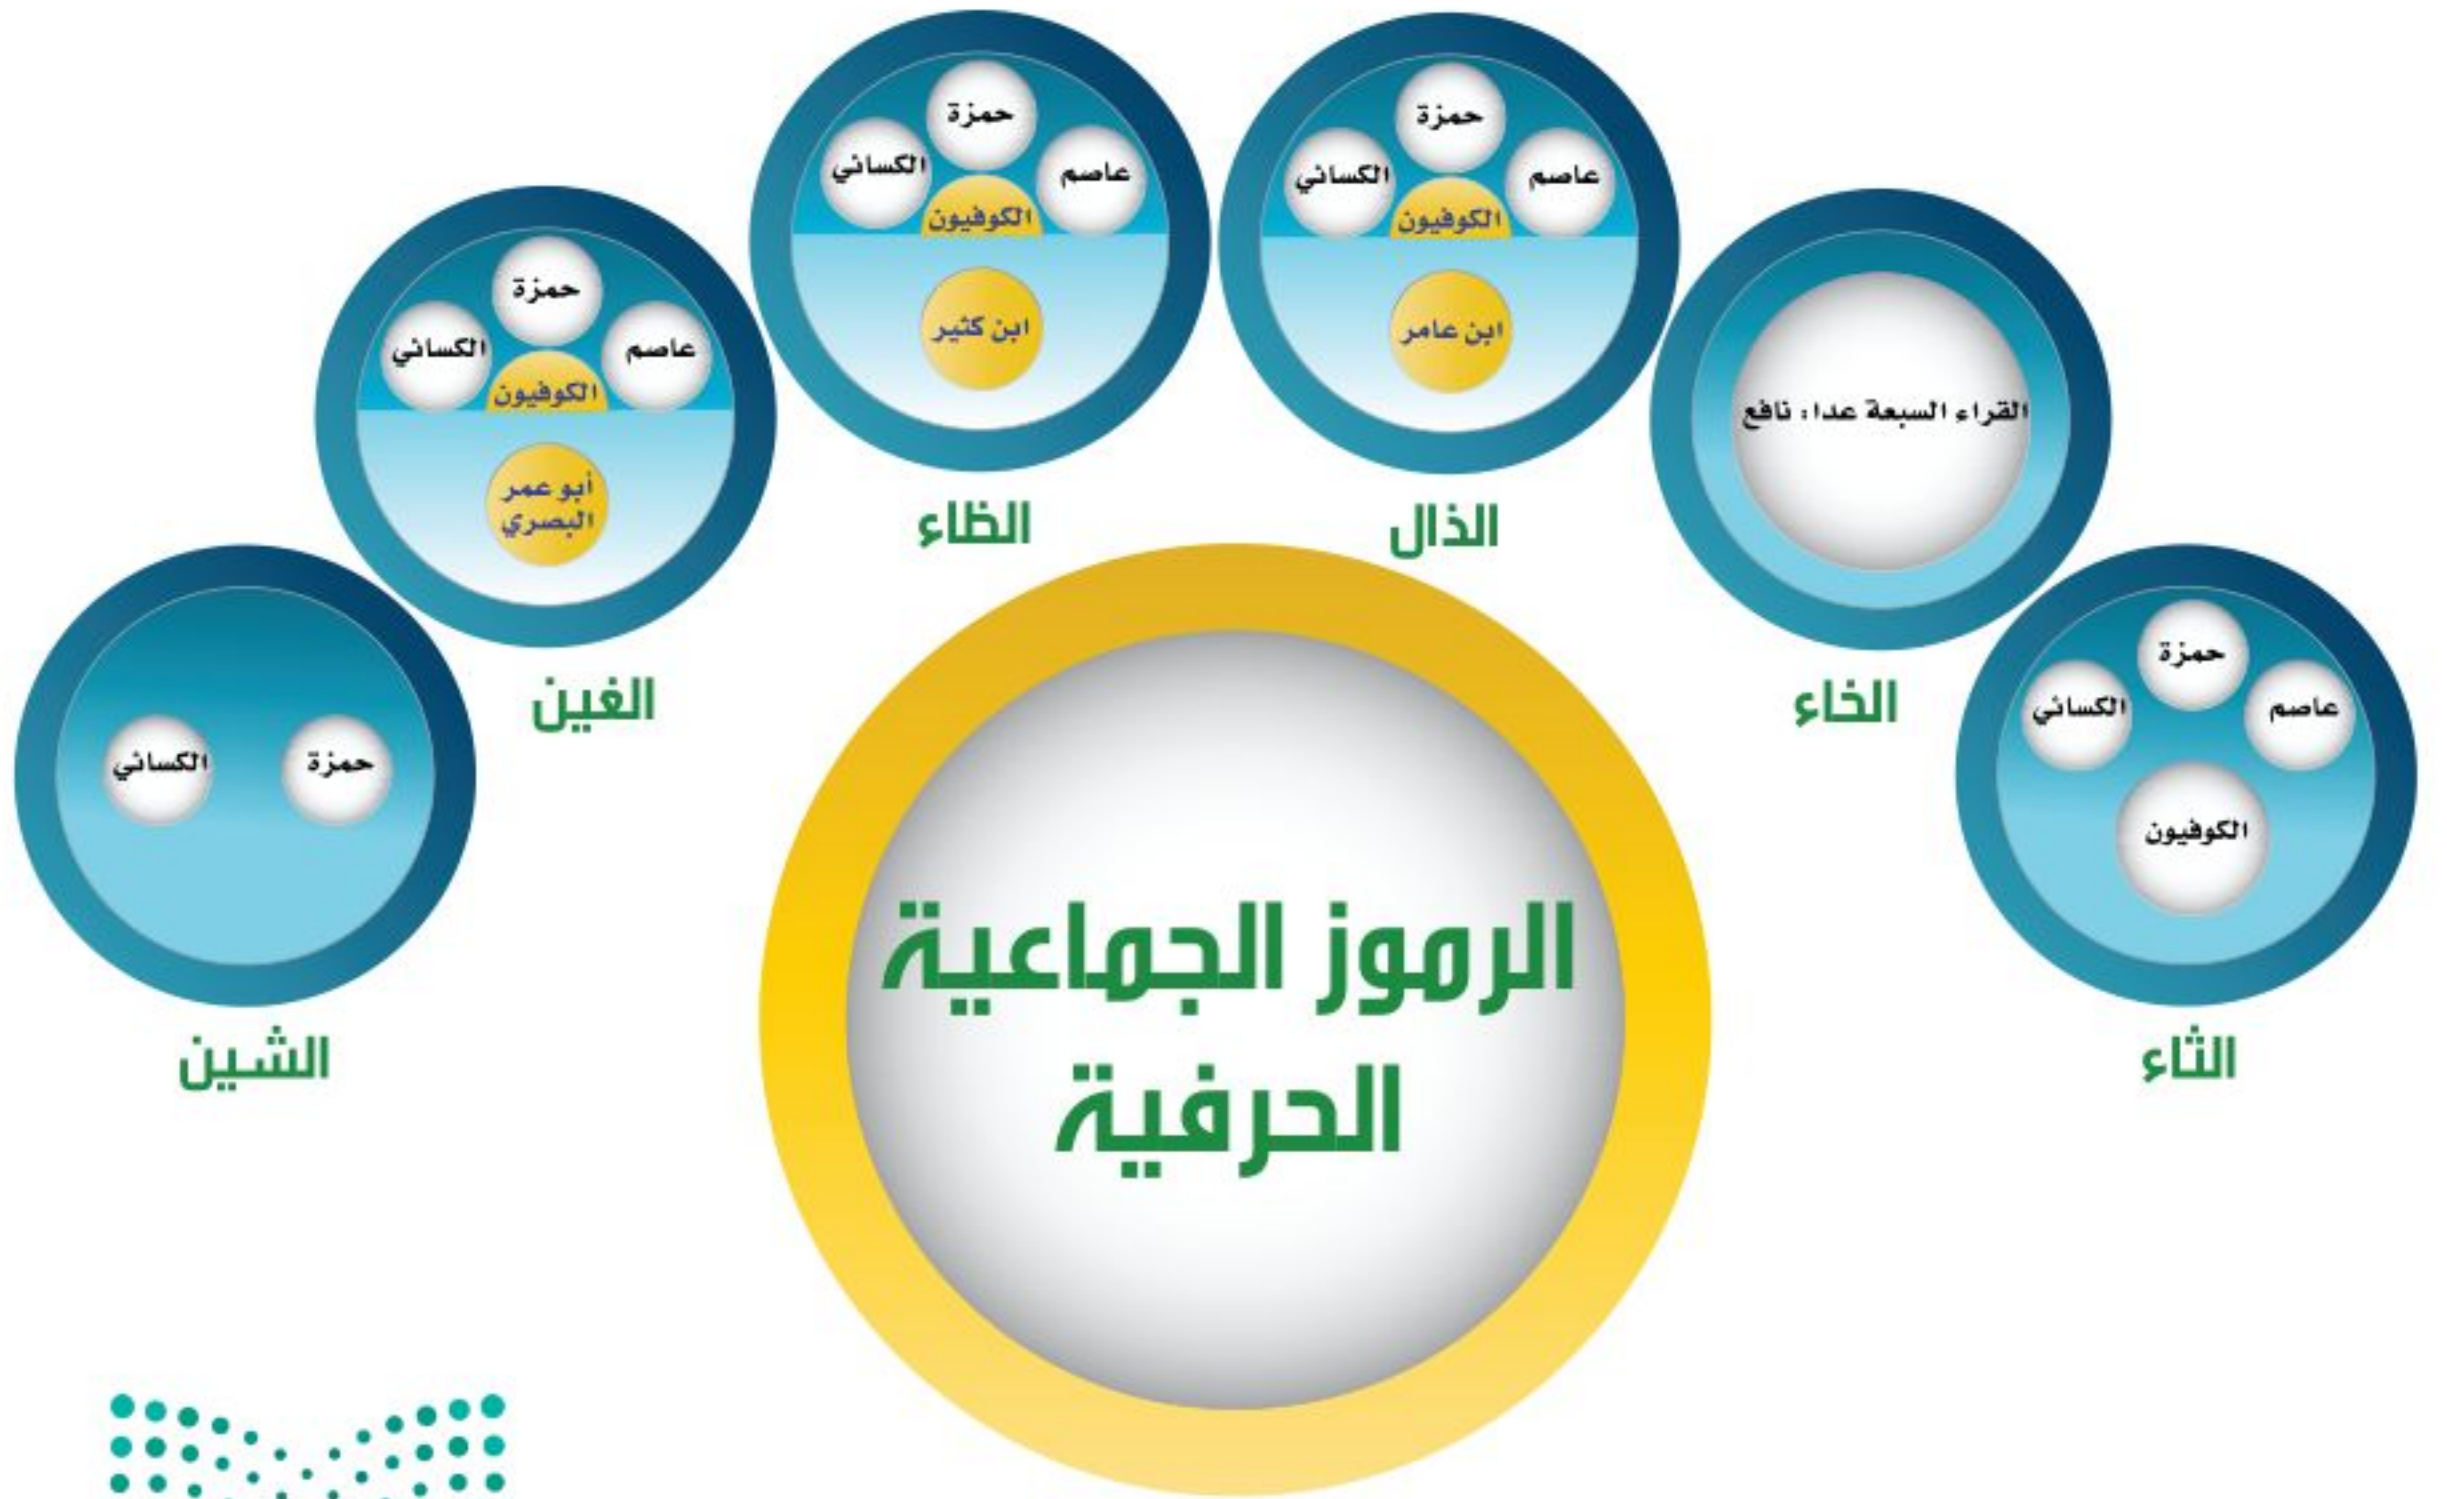 حمزة
عاصم
الكسائي
الكوفيون
الثاء
القراء السبعة عدا: نافع
الخاء
حمزة
عاصم
الكسائي
الكوفيون
ابن عامر
الذال
حمزة
عاصم
الكسائي
الكوفيون
ابن كثير
الظاء
حمزة
عاصم
الكسائي
الكوفيون
أبو عمر
البصري
الغين
حمزة
الكسائي
الشين
الرموز الجماعية
الحرفية